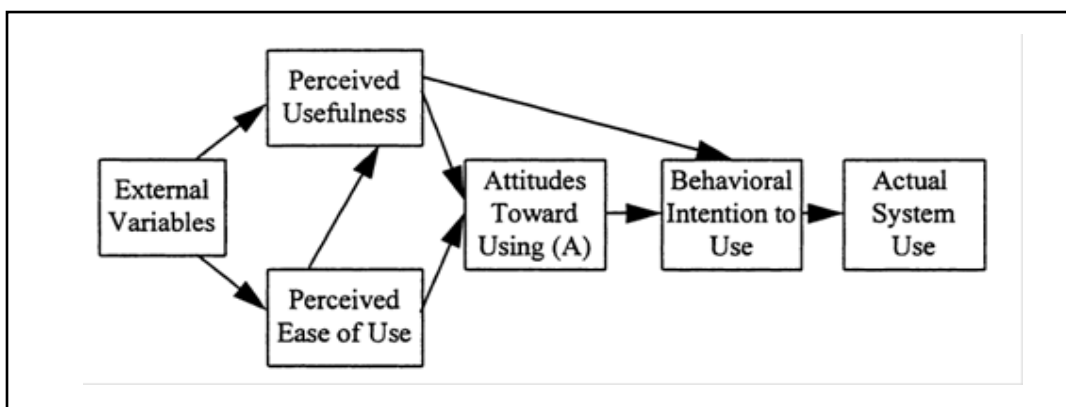 Perceived
Usefulness
External
Variables
Perceived
Ease of Use
Attitudes
Toward
Using (A)
Behavioral
Intention to
Use
Actual
System
Use